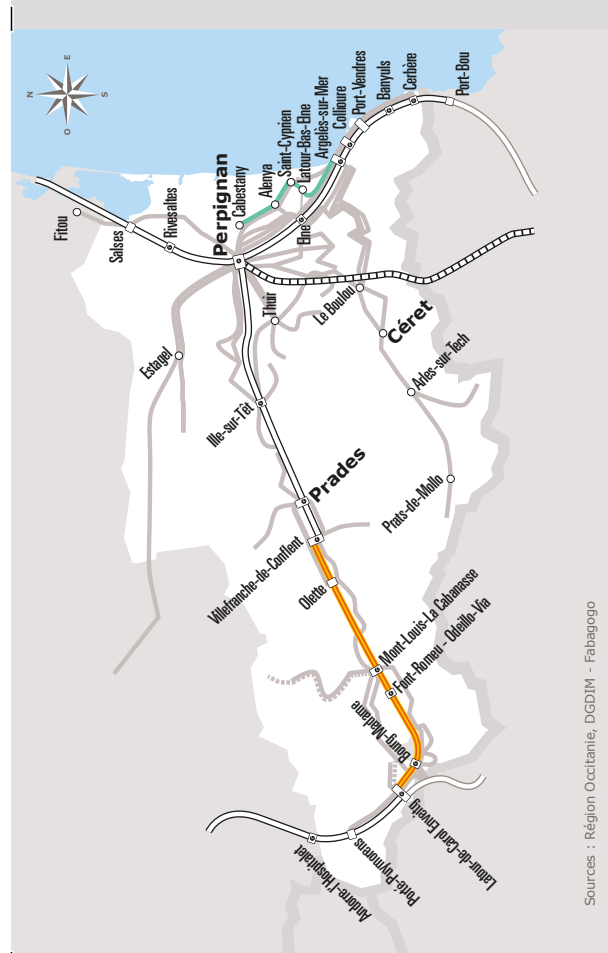 N
E
O
S
Fitou
Salses
Rivesaltes
Perpignan
Cabestany
Alenya
Saint-Cyprien
Latour-Bas-Elne
Elne
Argelès-sur-Mer
Collioure
Port-Vendres
Banyuls
Cerbère
Port-Bou
Estagel
Thuir
Le Boulou
Céret
Arles-sur-Tech
Ille-sur-Têt
Prades
Prats-de-Mollo
Villefranche-de-Conflent
Olette
Mont-Louis-La Cabanasse
Font-Romeu - Odeillo-Via
Bourg-Madame
Latour-de-Carol Enveitg
Porté-Puymorens
Andorre-l'Hospitalet
Sources : Région Occitanie, DGDIM - Fabagogo